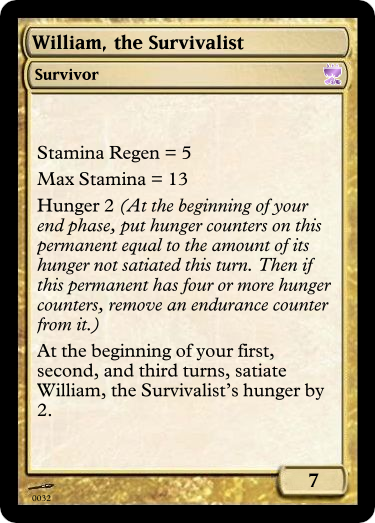 William, the Survivalist
Survivor
Stamina Regen = 5
Max Stamina = 13
Hunger 2 (At the beginning of your
end phase, put hunger counters on this
permanent equal to the amount of its
hunger not satiated this turn. Then if
this permanent has four or more hunger
counters, remove an endurance counter
from it.)
At the beginning of your first,
second, and third turns, satiate
William, the Survivalist's hunger by
2.
7
0032